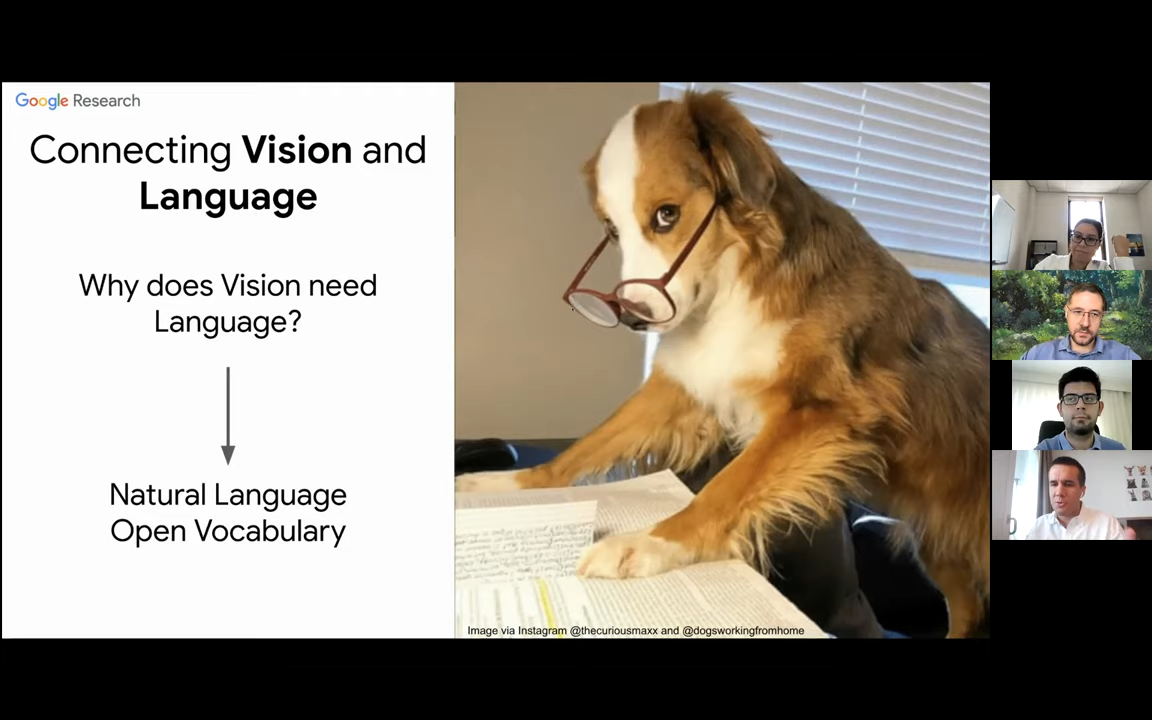 Google Research
Connecting Vision and
Language
Why does Vision need
Language?
Natural Language
Open Vocabulary
Image via Instagram @thecuriousmaxx and @dogsworkingfromhome